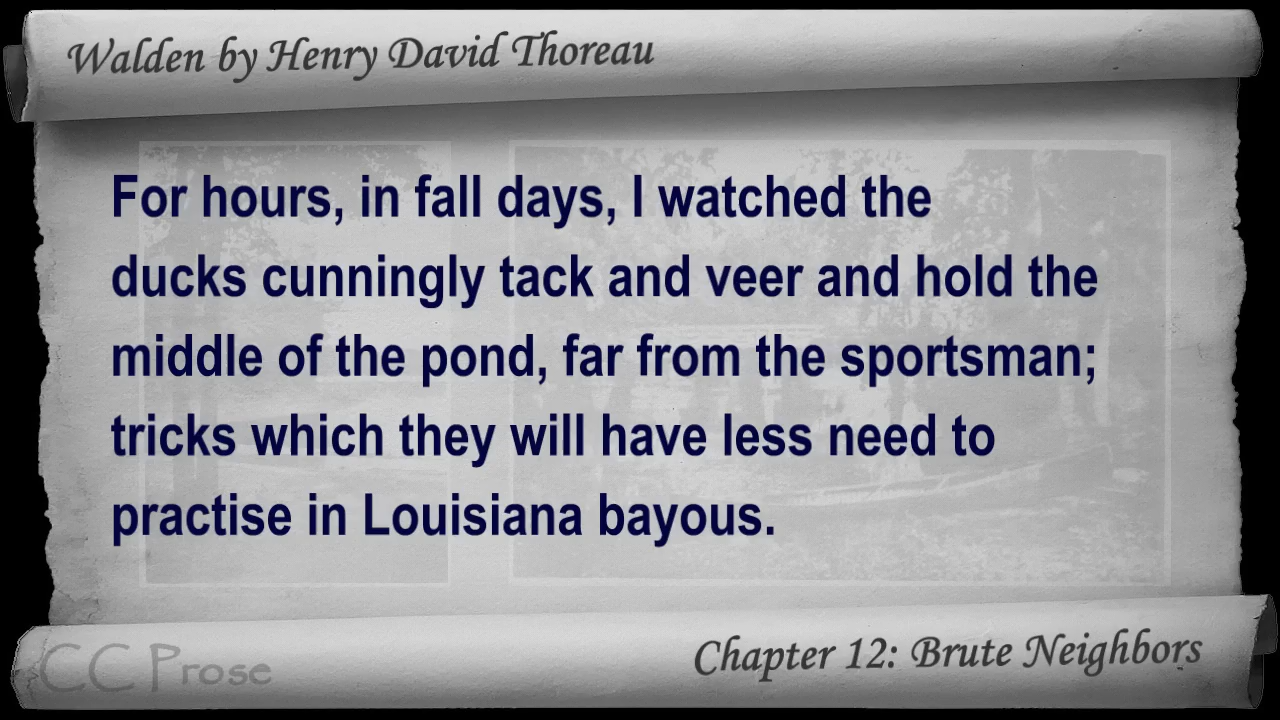 Walden by Henry David Thoreau
For hours, in fall days, I watched the
ducks cunningly tack and veer and hold the
middle of the pond, far from the sportsman;
tricks which they will have less need to
practise in Louisiana bayous.
CC Prose
Chapter 12: Brute Neighbors